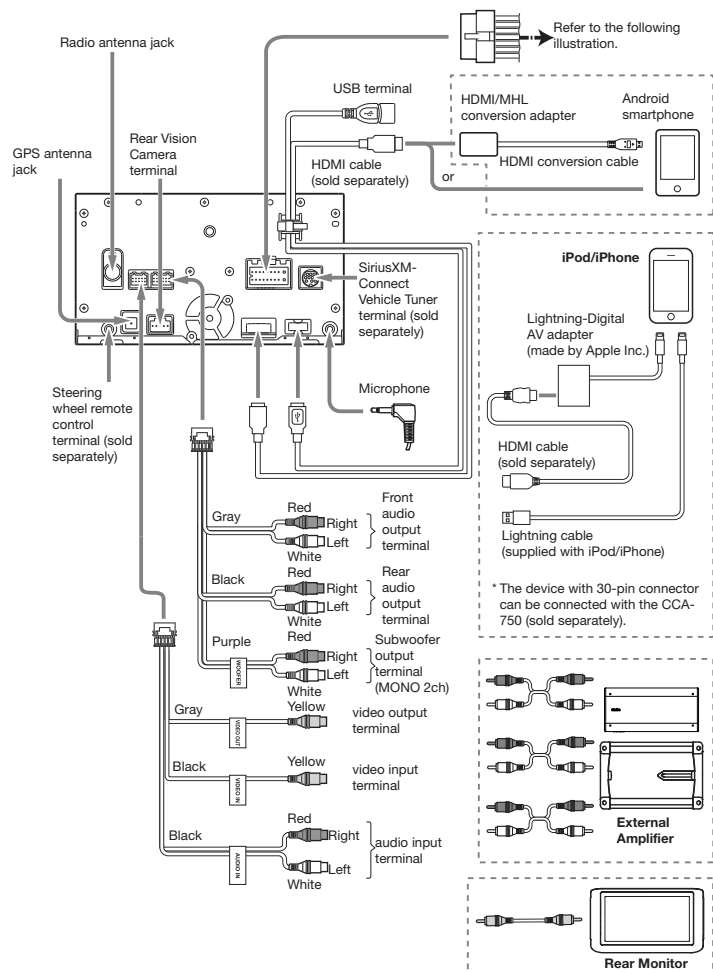 Refer to the following
illustration.
Radio antenna jack
USB terminal
HDMI/MHL
conversion adapter
Android
smartphone
GPS antenna
jack
Rear Vision
Camera
terminal
HDMI cable
(sold separately)
HDMI conversion cable
or
SiriusXM-
Connect
Vehicle Tuner
terminal (sold
separately)
iPod/iPhone
Lightning-Digital
AV adapter
(made by Apple Inc.)
Steering
wheel remote
control
terminal (sold
separately)
Microphone
HDMI cable
(sold separately)
Lightning cable
(supplied with iPod/iPhone)
* The device with 30-pin connector
can be connected with the CCA-
750 (sold separately).
Gray
Red
Right
Left
White
Front
audio
output
terminal
Black
Red
Right
Left
White
Rear
audio
output
terminal
Purple
WOOFER
Red
Right
Left
White
Subwoofer
output
terminal
(MONO 2ch)
Gray
VIDEO OUT
Yellow
video output
terminal
Black
VIDEO IN
Yellow
video input
terminal
Black
AUDIO IN
Red
Right
Left
White
audio input
terminal
External
Amplifier
Rear Monitor